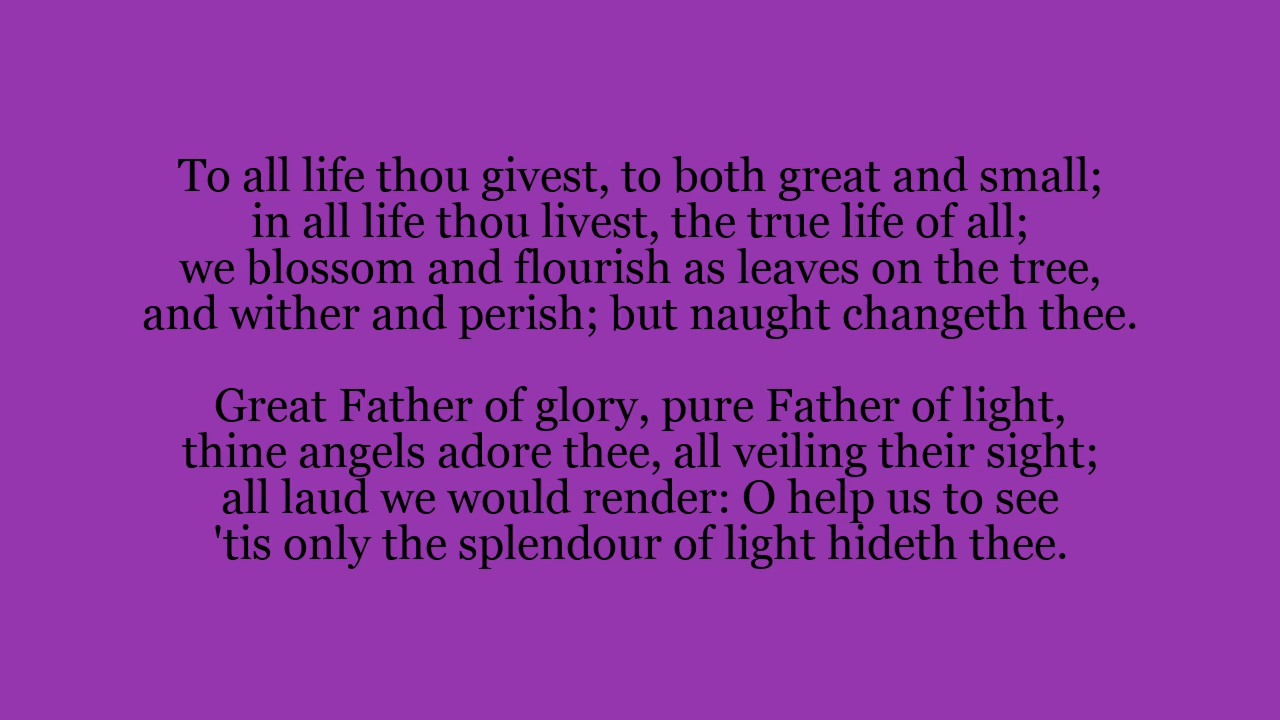 To all life thou givest, to both great and small;
in all life thou livest, the true life of all;
we blossom and flourish as leaves on the tree,
and wither and perish; but naught changeth thee.
Great Father of glory, pure Father of light,
thine angels adore thee, all veiling their sight;
all laud we would render: O help us to see
'tis only the splendour of light hideth thee.